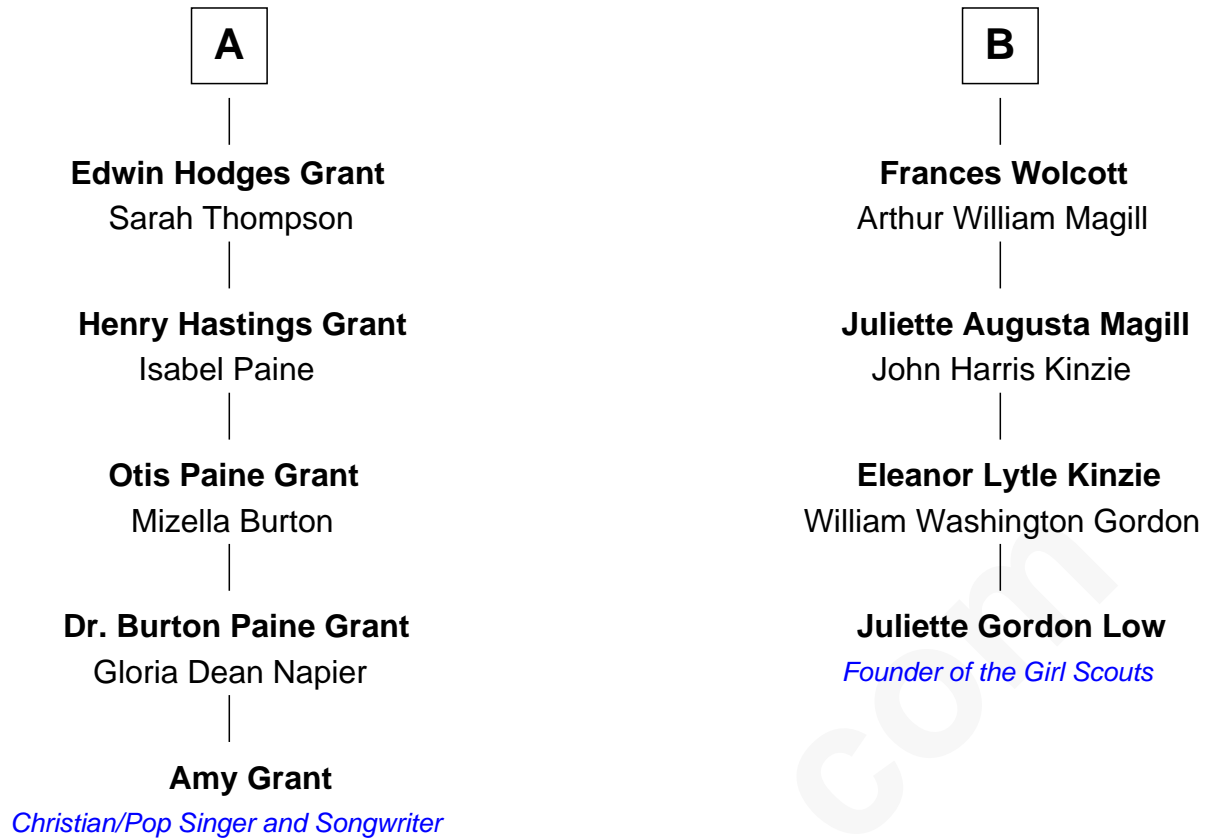 A
Edwin Hodges Grant
Sarah Thompson
Henry Hastings Grant
Isabel Paine
Otis Paine Grant
Mizella Burton
Dr. Burton Paine Grant
Gloria Dean Napier
Amy Grant
Christian/Pop Singer and Songwriter
B
Frances Wolcott
Arthur William Magill
Juliette Augusta Magill
John Harris Kinzie
Eleanor Lytle Kinzie
William Washington Gordon
Juliette Gordon Low
Founder of the Girl Scouts
com